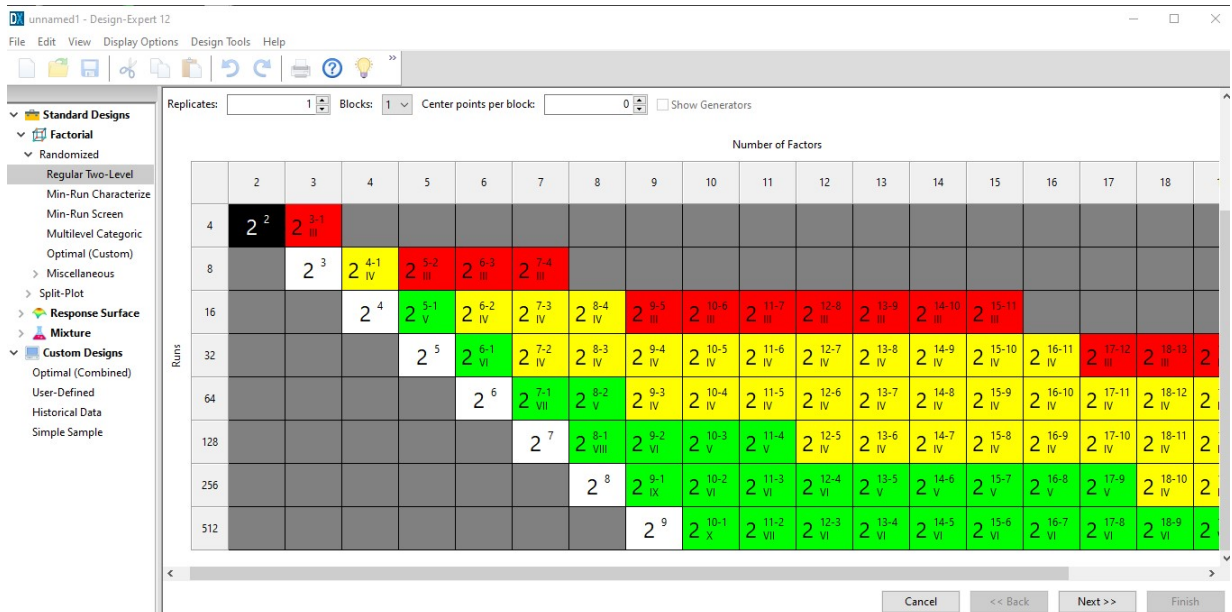 unnamed1 - Design-Expert 12
File Edit View Display Options Design Tools Help
Replicates: 1 Blocks: 1 Center points per block: 0 Show Generators
Standard Designs
Factorial
Randomized
Regular Two-Level
Min-Run Characterize
Min-Run Screen
Multilevel Categoric
Optimal (Custom)
Miscellaneous
Split-Plot
Response Surface
Mixture
Custom Designs
Optimal (Combined)
User-Defined
Historical Data
Simple Sample
Number of Factors
2 3 4 5 6 7 8 9 10 11 12 13 14 15 16 17 18
Runs
4 2^2 2^3-1 III
8 2^3 2^4-1 IV 2^5-2 III 2^6-3 III 2^7-4 III
16 2^4 2^5-1 V 2^6-2 IV 2^7-3 IV 2^8-4 IV 2^9-5 III 2^10-6 III 2^11-7 III 2^12-8 III 2^13-9 III 2^14-10 III 2^15-11 III
32 2^5 2^6-1 VI 2^7-2 IV 2^8-3 IV 2^9-4 IV 2^10-5 IV 2^11-6 IV 2^12-7 IV 2^13-8 IV 2^14-9 IV 2^15-10 IV 2^16-11 IV 2^17-12 III 2^18-13 III 2
64 2^6 2^7-1 VII 2^8-2 V 2^9-3 IV 2^10-4 IV 2^11-5 IV 2^12-6 IV 2^13-7 IV 2^14-8 IV 2^15-9 IV 2^16-10 IV 2^17-11 IV 2^18-12 IV 2
128 2^7 2^8-1 VIII 2^9-2 VI 2^10-3 V 2^11-4 V 2^12-5 IV 2^13-6 IV 2^14-7 IV 2^15-8 IV 2^16-9 IV 2^17-10 IV 2^18-11 IV 2
256 2^8 2^9-1 IX 2^10-2 VI 2^11-3 VI 2^12-4 VI 2^13-5 V 2^14-6 V 2^15-7 V 2^16-8 V 2^17-9 V 2^18-10 IV 2
512 2^9 2^10-1 X 2^11-2 VII 2^12-3 VI 2^13-4 VI 2^14-5 VI 2^15-6 VI 2^16-7 VI 2^17-8 VI 2^18-9 VI 2
Cancel << Back Next >> Finish